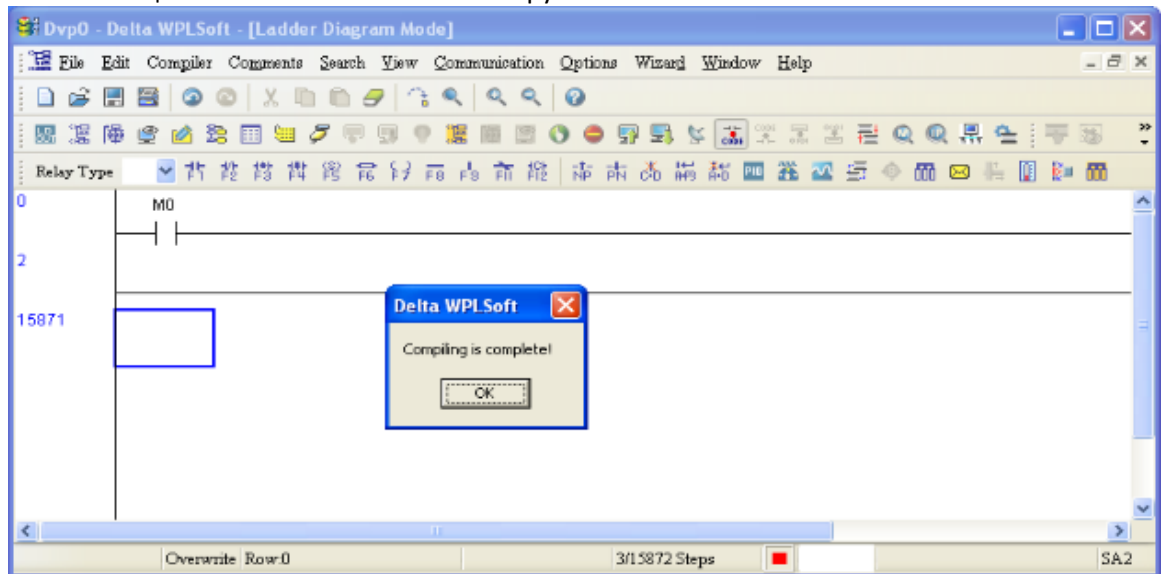 Dvp0 - Delta WPLSoft - [Ladder Diagram Mode]
File Edit Compiler Comments Search View Communication Options Wizard Window Help
Relay Type
0
M0
2
15871
Delta WPLSoft
Compiling is complete!
OK
Overwrite Row:0 3/15872 Steps SA2